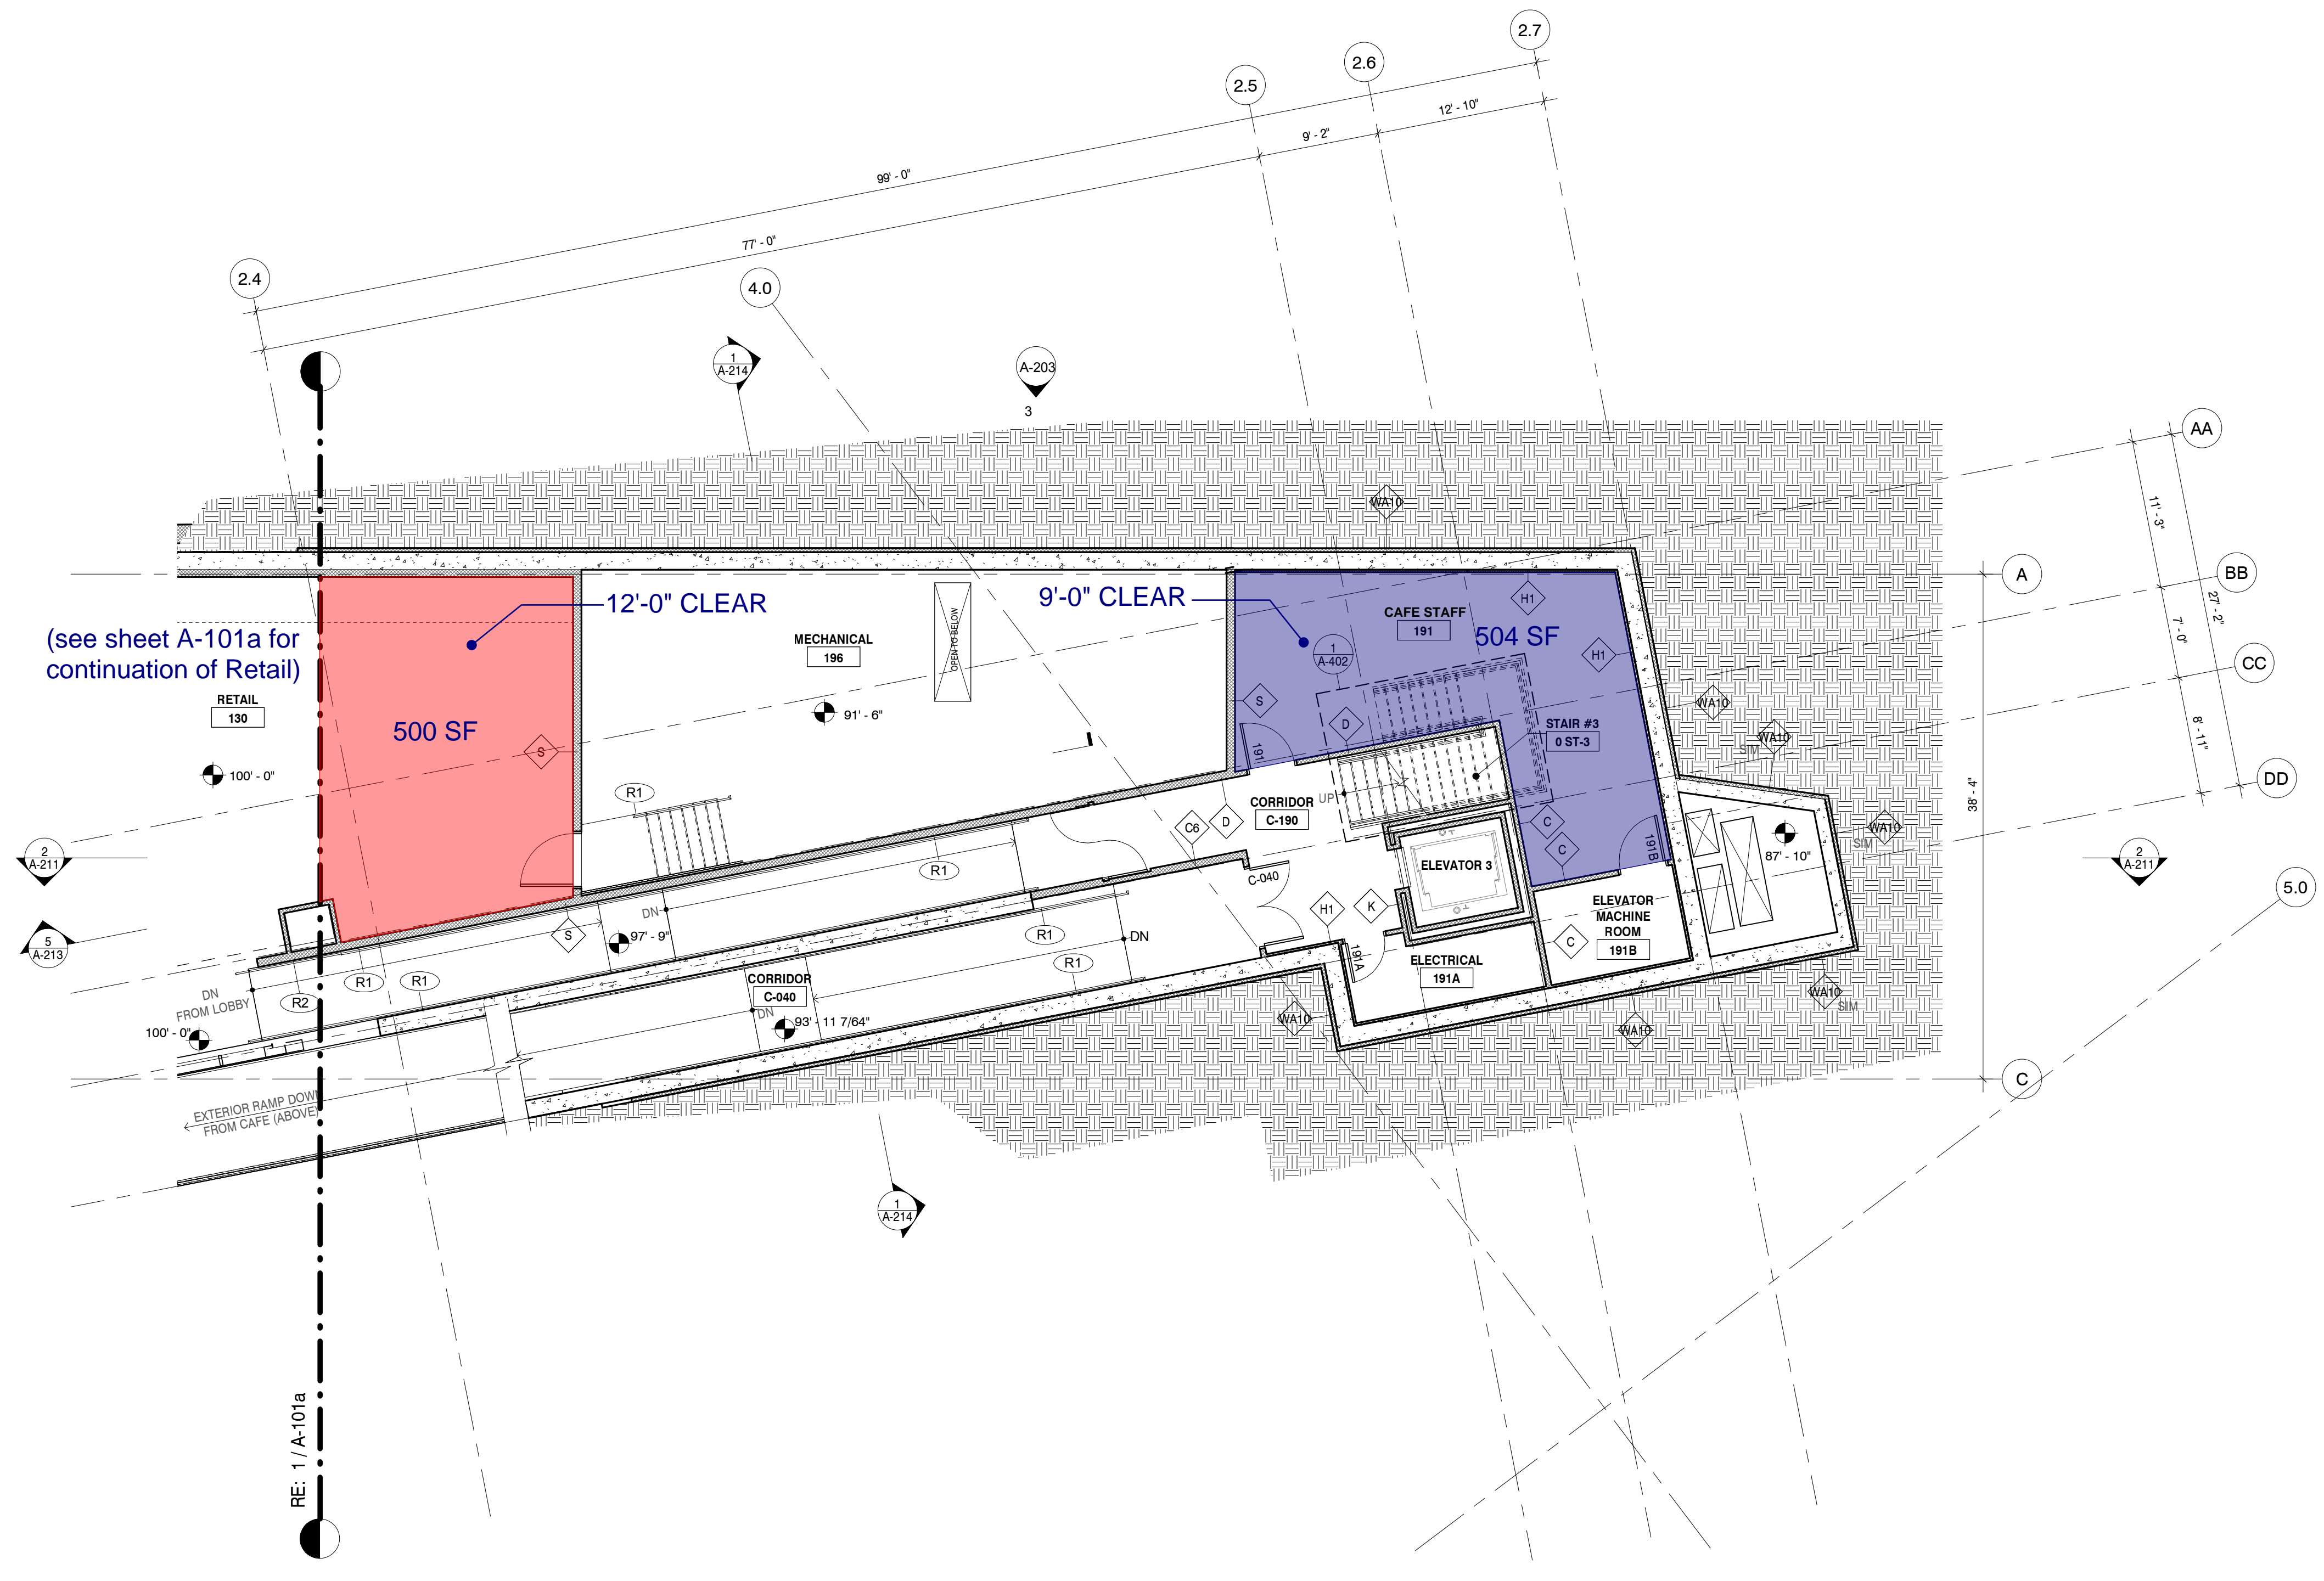 2.7
2.6
2.5
12' - 10"
9' - 2"
99' - 0"
77' - 0"
2.4
4.0
1
A-214
A-203
3
AA
11' - 3"
BB
27' - 2"
7' - 0"
CC
8' - 11"
DD
A
38' - 4"
C
5.0
WA10
12'-0" CLEAR
9'-0" CLEAR
(see sheet A-101a for
continuation of Retail)
RETAIL
130
100' - 0"
500 SF
S
MECHANICAL
196
91' - 6"
OPEN TO BELOW
CAFE STAFF
191
504 SF
H1
H1
1
A-402
S
D
191
STAIR #3
0 ST-3
WA10
WA10
SIM
WA10
SIM
87' - 10"
2
A-211
2
A-211
5
A-213
R1
R1
C6
D
CORRIDOR
C-190
UP
C
C
191B
ELEVATOR 3
C-040
H1
K
ELEVATOR
MACHINE
ROOM
191B
C
191A
ELECTRICAL
191A
WA10
WA10
WA10
SIM
DN
S
97' - 9"
R1
DN
R1
CORRIDOR
C-040
DN
93' - 11 7/64"
R1
R1
R2
DN
FROM LOBBY
100' - 0"
EXTERIOR RAMP DOWN
FROM CAFE (ABOVE)
1
A-214
RE: 1 / A-101a